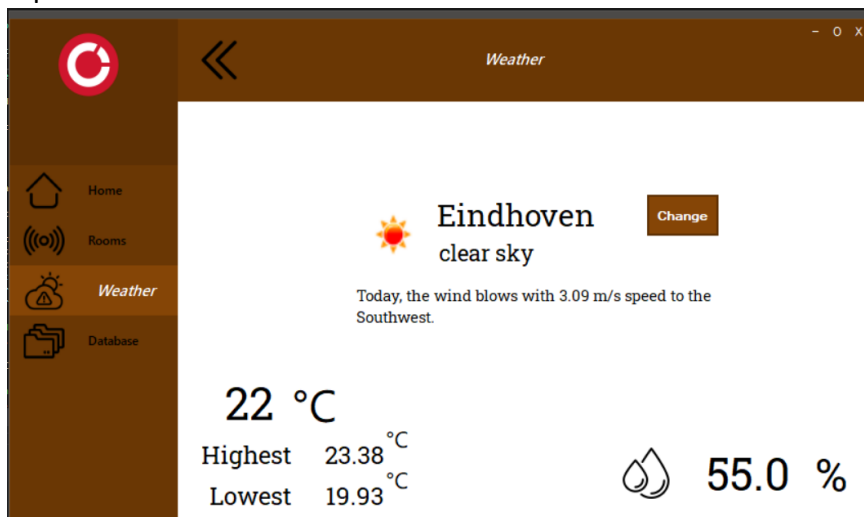 - O X
Weather
Home
Rooms
Weather
Database
Eindhoven
Change
clear sky
Today, the wind blows with 3.09 m/s speed to the
Southwest.
22 °C
Highest 23.38 °C
Lowest 19.93 °C
55.0 %